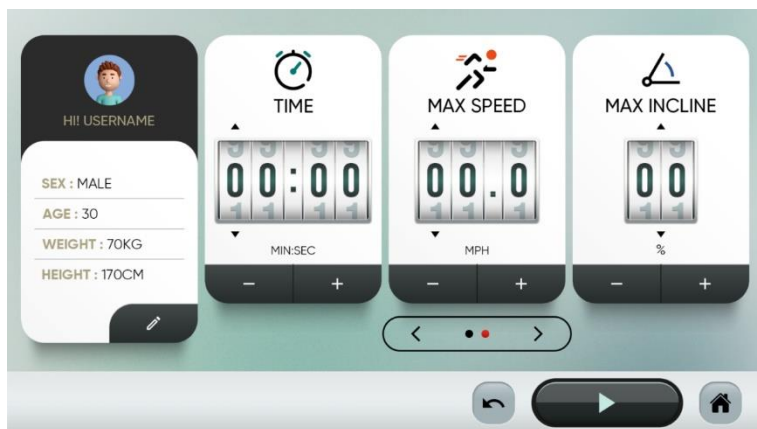 HI! USERNAME
SEX : MALE
AGE : 30
WEIGHT : 70KG
HEIGHT : 170CM
TIME
00:00
MIN:SEC
- +
MAX SPEED
00.0
MPH
- +
MAX INCLINE
00
%
- +